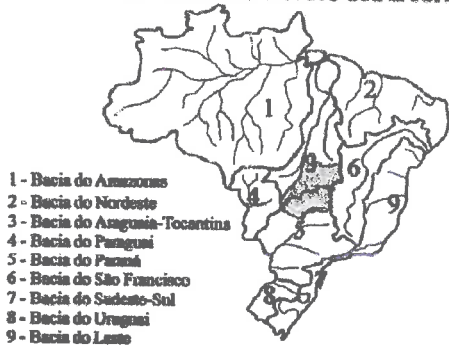 1
2
3
6
4
9
5
7
8
1 - Bacia do Amazonas
2 - Bacia do Nordeste
3 - Bacia do Araguaia-Tocantins
4 - Bacia do Paraguai
5 - Bacia do Paraná
6 - Bacia do São Francisco
7 - Bacia do Sudeste-Sul
8 - Bacia do Uruguai
9 - Bacia do Leste